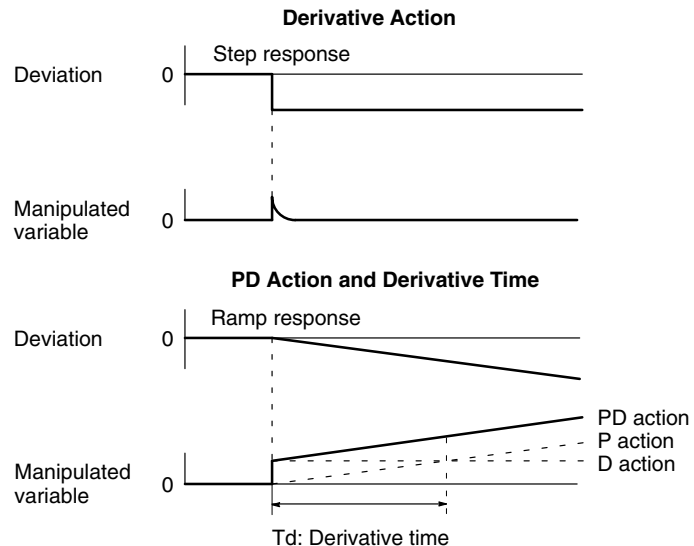 Derivative Action
Step response
Deviation 0
Manipulated
variable
0
PD Action and Derivative Time
Ramp response
Deviation 0
PD action
P action
D action
Manipulated
variable
0
Td: Derivative time